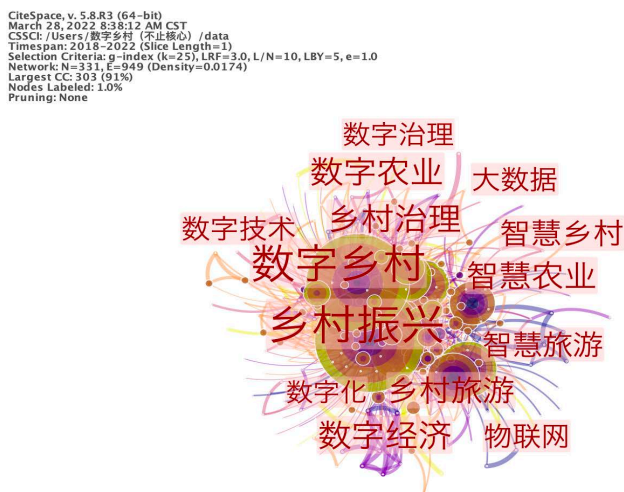 CiteSpace, v. 5.8.R3 (64-bit)
March 28, 2022 8:38:12 AM CST
CSSCI: /Users/数字乡村（不止核心）/data
Timespan: 2018-2022 (Slice Length=1)
Selection Criteria: g-index (k=25), LRF=3.0, L/N=10, LBY=5, e=1.0
Network: N=331, E=949 (Density=0.0174)
Largest CC: 303 (91%)
Nodes Labeled: 1.0%
Pruning: None
数字治理
数字农业
大数据
数字技术
乡村治理
智慧乡村
数字乡村
智慧农业
乡村振兴
智慧旅游
数字化
乡村旅游
数字经济
物联网